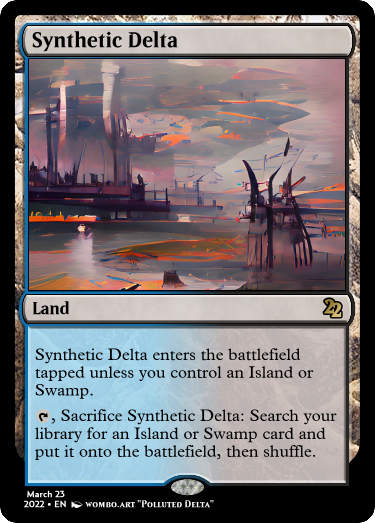 Synthetic Delta
Land
22
Synthetic Delta enters the battlefield
tapped unless you control an Island or
Swamp.
, Sacrifice Synthetic Delta: Search your
library for an Island or Swamp card and
put it onto the battlefield, then shuffle.
March 23
2022 • EN wombo.art "Polluted Delta"